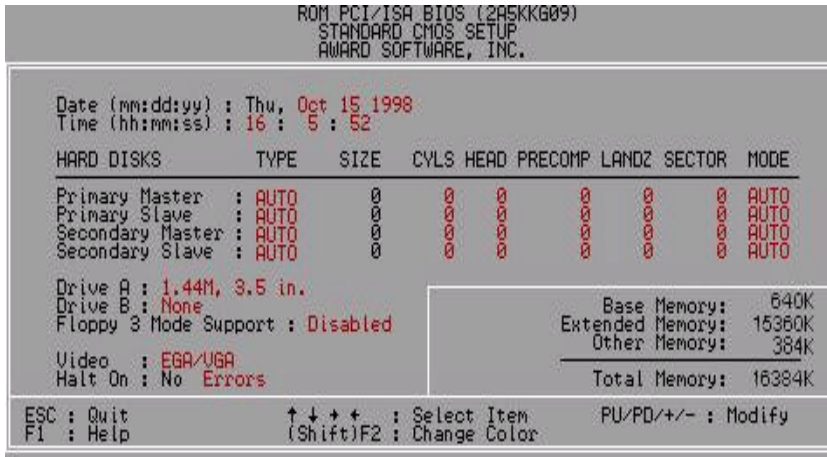 ROM PCI/ISA BIOS (2A5KKG09)
STANDARD CMOS SETUP
AWARD SOFTWARE, INC.
Date (mm:dd:yy) : Thu, Oct 15 1998
Time (hh:mm:ss) : 16 : 5 : 52
HARD DISKS TYPE SIZE CYLS HEAD PRECOMP LANDZ SECTOR MODE
Primary Master : AUTO 0 0 0 0 0 0 AUTO
Primary Slave : AUTO 0 0 0 0 0 0 AUTO
Secondary Master : AUTO 0 0 0 0 0 0 AUTO
Secondary Slave : AUTO 0 0 0 0 0 0 AUTO
Drive A : 1.44M, 3.5 in.
Drive B : None
Floppy 3 Mode Support : Disabled
Video : EGA/VGA
Halt On : No Errors
Base Memory: 640K
Extended Memory: 15360K
Other Memory: 384K
Total Memory: 16384K
ESC : Quit ↑ ↓ → ← : Select Item PU/PD/+/- : Modify
F1 : Help (Shift)F2 : Change Color